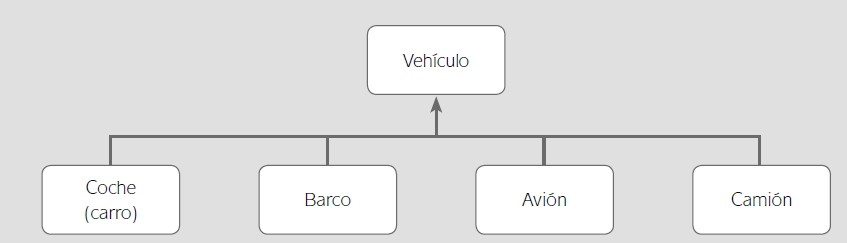 Vehículo
Coche
(carro)
Barco
Avión
Camión